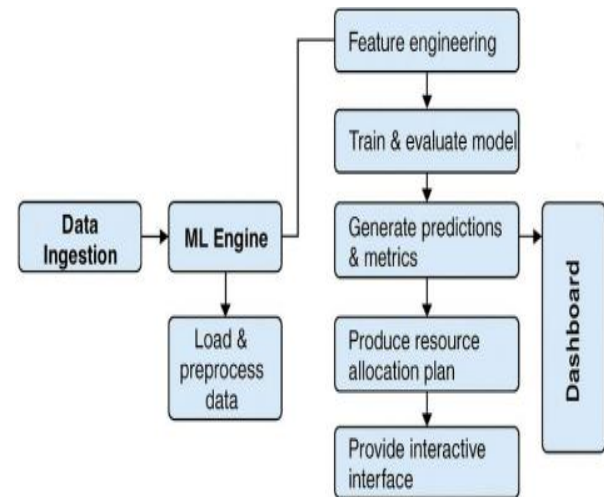 Data
Ingestion
ML Engine
Load &
preprocess
data
Feature engineering
Train & evaluate model
Generate predictions
& metrics
Produce resource
allocation plan
Provide interactive
interface
Dashboard